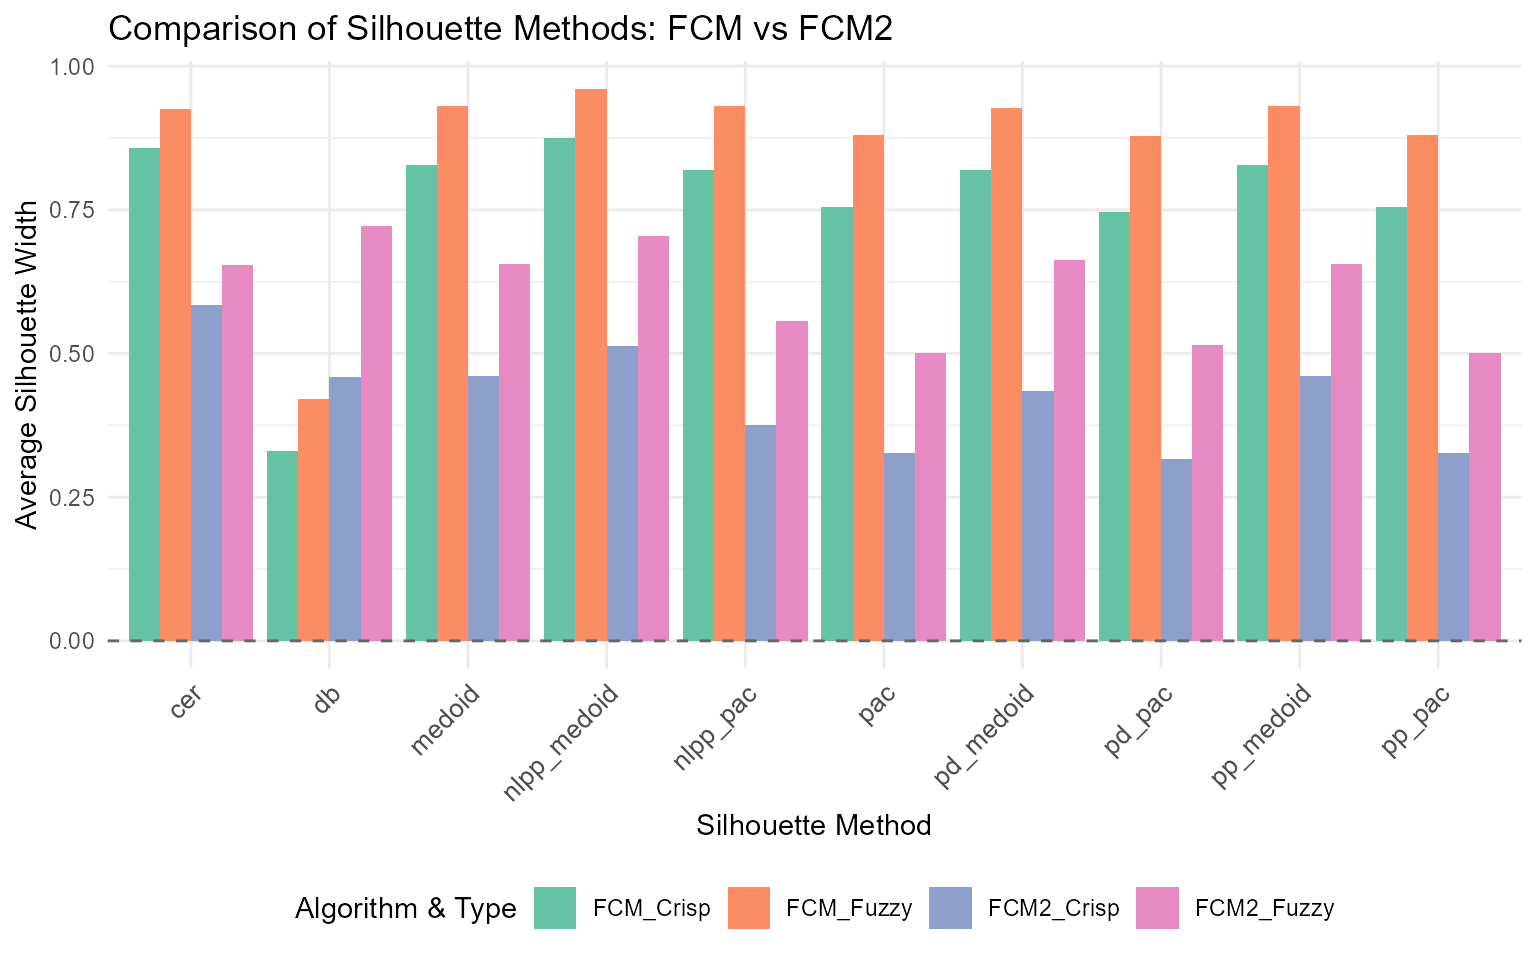 Comparison of Silhouette Methods: FCM vs FCM2
Average Silhouette Width
1.00
0.75
0.50
0.25
0.00
cer
db
medoid
nlpp_medoid
nlpp_pac
pac
pd_medoid
pd_pac
pp_medoid
pp_pac
Silhouette Method
Algorithm & Type
FCM_Crisp
FCM_Fuzzy
FCM2_Crisp
FCM2_Fuzzy